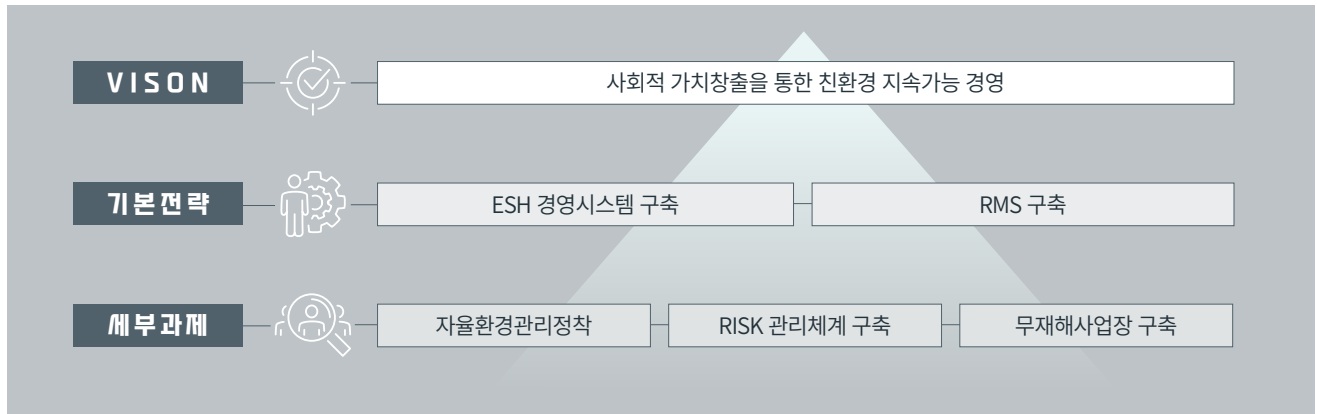 VISON
사회적 가치창출을 통한 친환경 지속가능 경영
기본전략
ESH 경영시스템 구축
RMS 구축
세부과제
자율환경관리정착
RISK 관리체계 구축
무재해사업장 구축